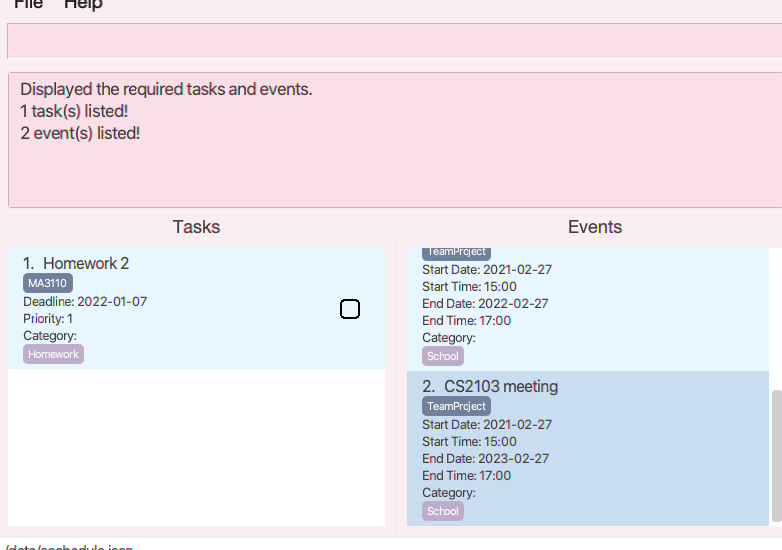 File Help
Displayed the required tasks and events.
1 task(s) listed!
2 event(s) listed!
Tasks
1. Homework 2
MA3110
Deadline: 2022-01-07
Priority: 1
Category:
Homework
Events
TeamPrcject
Start Date: 2021-02-27
Start Time: 15:00
End Date: 2022-02-27
End Time: 17:00
Category:
School
2. CS2103 meeting
TeamPrcject
Start Date: 2021-02-27
Start Time: 15:00
End Date: 2023-02-27
End Time: 17:00
Category:
School